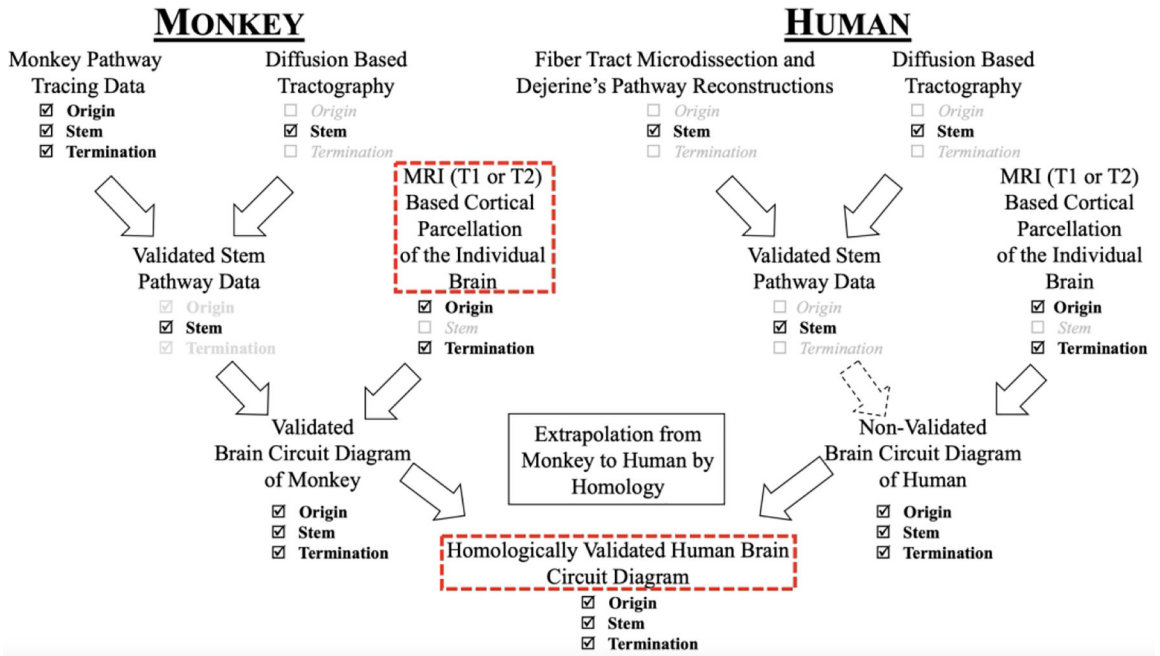 MONKEY
Monkey Pathway
Tracing Data
☑ Origin
☑ Stem
☑ Termination
Diffusion Based
Tractography
☐ Origin
☑ Stem
☐ Termination
MRI (T1 or T2)
Based Cortical
Parcellation
of the Individual
Brain
☑ Origin
☐ Stem
☑ Termination
Validated Stem
Pathway Data
☑ Origin
☑ Stem
☑ Termination
Validated
Brain Circuit Diagram
of Monkey
☑ Origin
☑ Stem
☑ Termination
HUMAN
Fiber Tract Microdissection and
Dejerine's Pathway Reconstructions
☐ Origin
☑ Stem
☐ Termination
Diffusion Based
Tractography
☐ Origin
☑ Stem
☐ Termination
MRI (T1 or T2)
Based Cortical
Parcellation
of the Individual
Brain
☑ Origin
☐ Stem
☑ Termination
Validated Stem
Pathway Data
☐ Origin
☑ Stem
☐ Termination
Non-Validated
Brain Circuit Diagram
of Human
☑ Origin
☑ Stem
☑ Termination
Extrapolation from
Monkey to Human by
Homology
Homologically Validated Human Brain
Circuit Diagram
☑ Origin
☑ Stem
☑ Termination